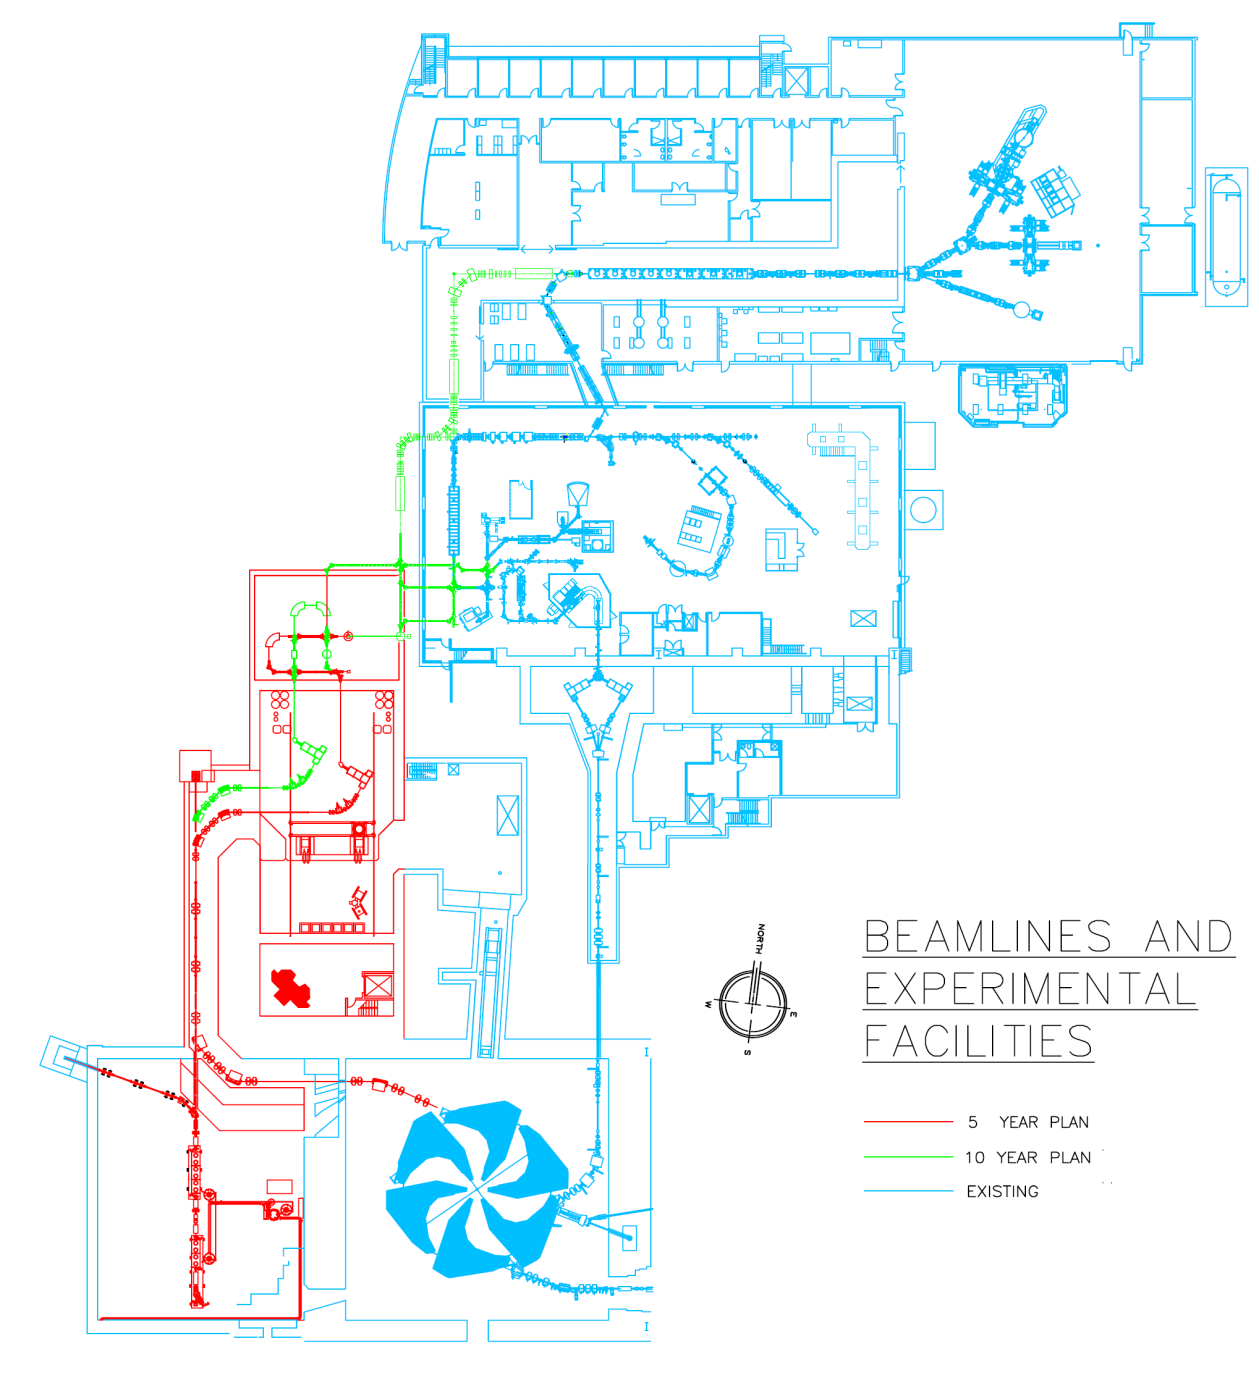 NORTH
W
E
S
BEAMLINES AND
EXPERIMENTAL
FACILITIES
5 YEAR PLAN
10 YEAR PLAN
EXISTING